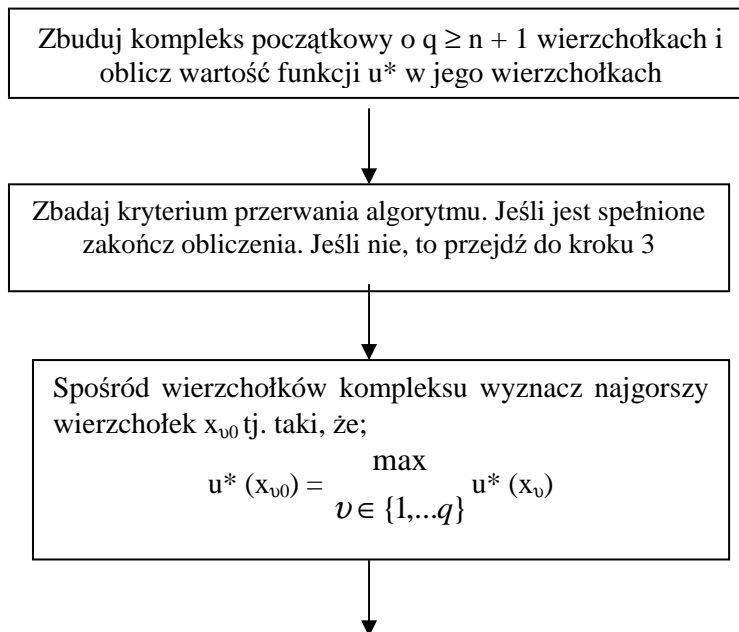 Zbuduj kompleks początkowy o q ≥ n + 1 wierzchołkach i
oblicz wartość funkcji u* w jego wierzchołkach
Zbadaj kryterium przerwania algorytmu. Jeśli jest spełnione
zakończ obliczenia. Jeśli nie, to przejdź do kroku 3
Spośród wierzchołków kompleksu wyznacz najgorszy
wierzchołek xυ0 tj. taki, że;
u* (xυ0) = max u* (xυ)
υ ∈ {1,...q}